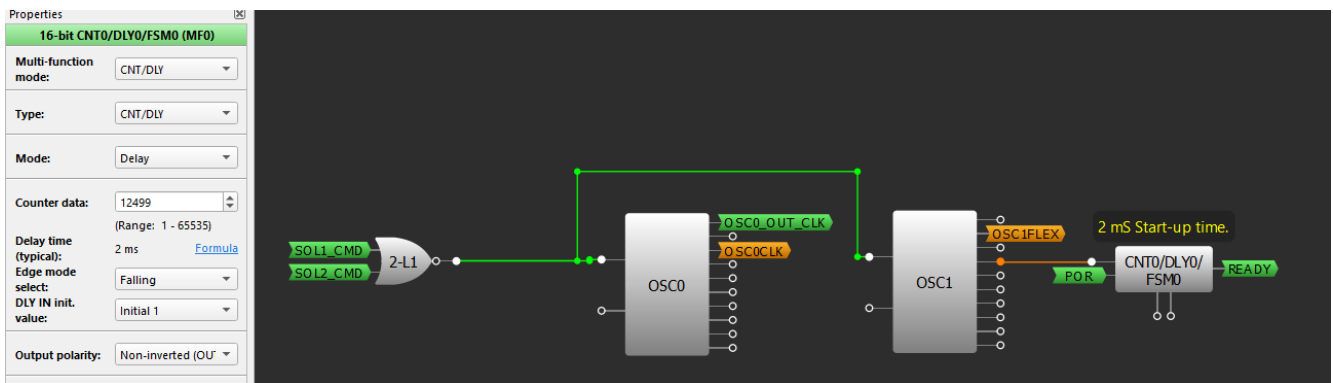 Properties
16-bit CNT0/DLY0/FSM0 (MF0)
Multi-function
mode:
CNT/DLY
Type:
CNT/DLY
Mode:
Delay
Counter data:
12499
(Range: 1 - 65535)
Delay time
(typical):
2 ms
Formula
Edge mode
select:
Falling
DLY IN init.
value:
Initial 1
Output polarity:
Non-inverted (OU
SOL1_CMD
SOL2_CMD
2-L1
OSC0_OUT_CLK
OSC0CLK
OSC0
OSC1FLEX
OSC1
2 mS Start-up time.
POR
CNT0/DLY0/
FSM0
READY